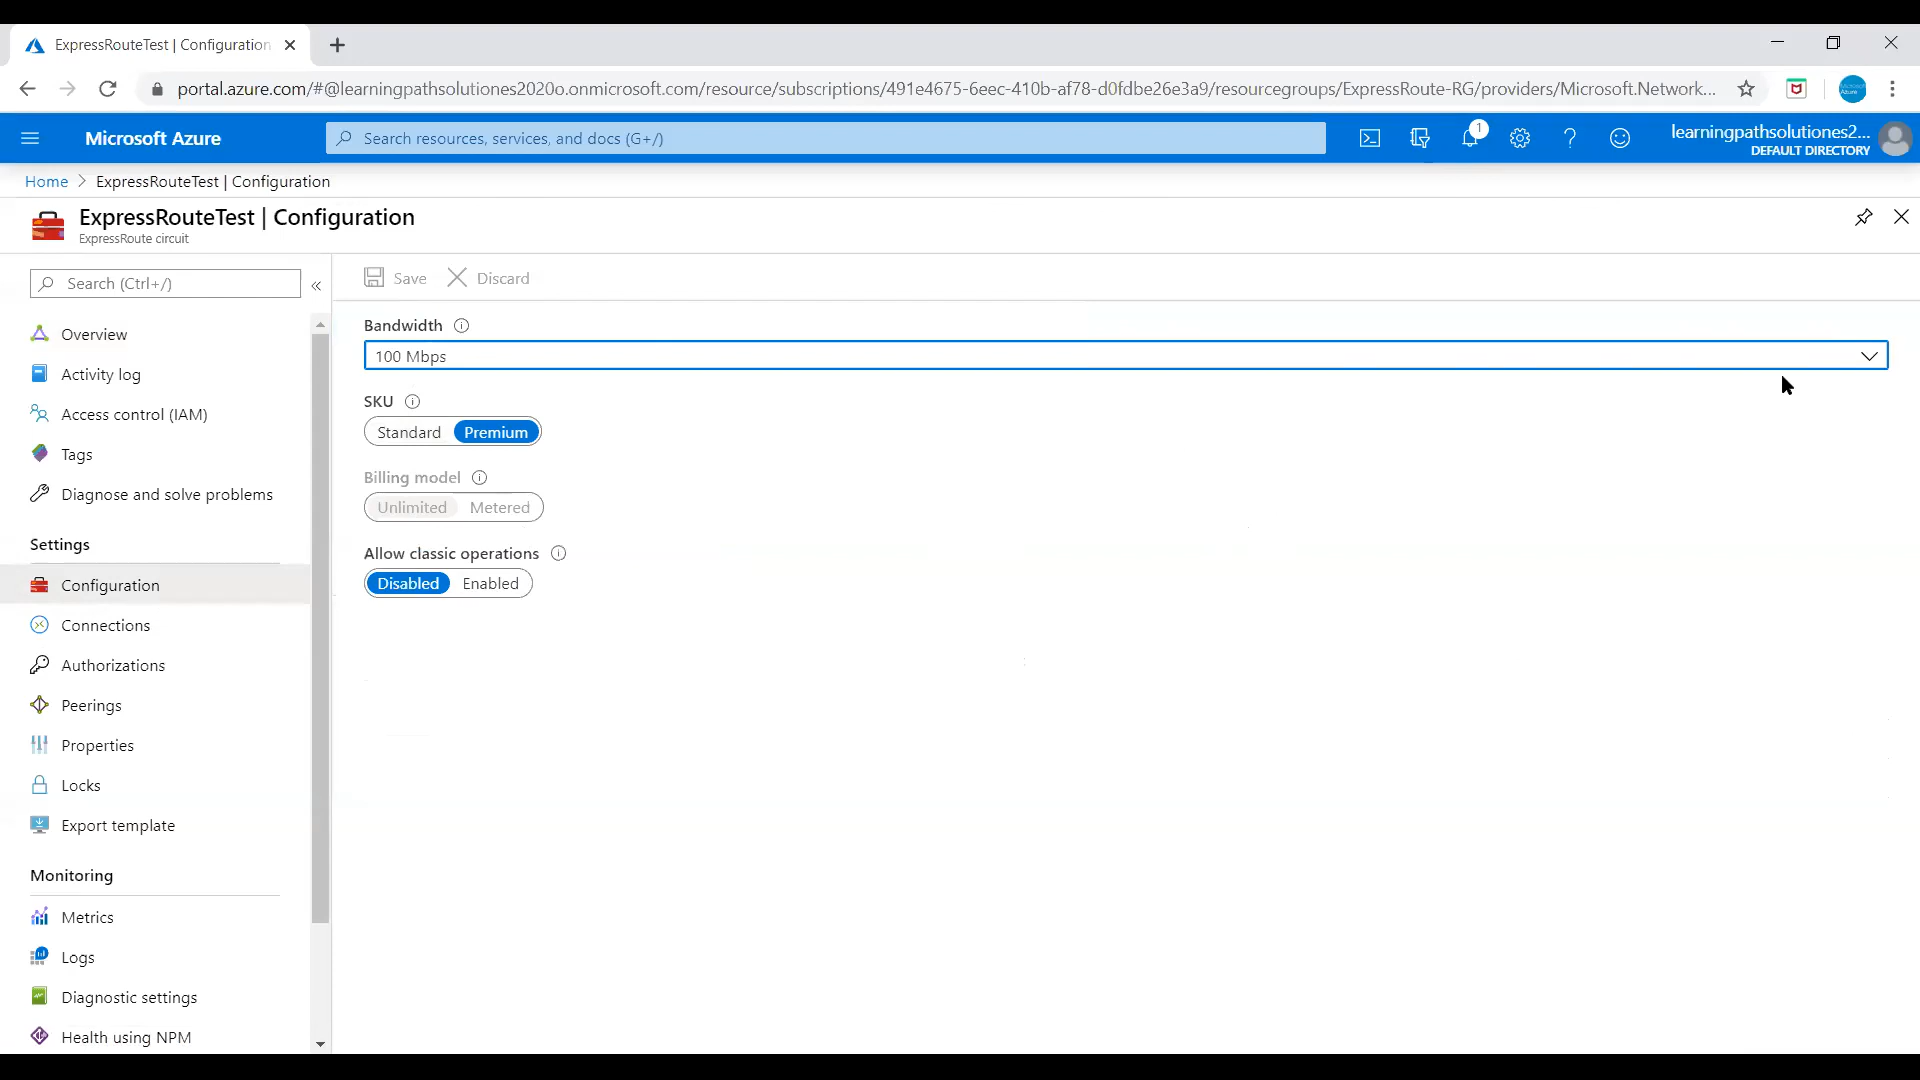 ExpressRouteTest | Configuration
portal.azure.com/#@learningpathsolutiones2020o.onmicrosoft.com/resource/subscriptions/491e4675-6eec-410b-af78-d0fdbe26e3a9/resourcegroups/ExpressRoute-RG/providers/Microsoft.Network...
Microsoft Azure
Search resources, services, and docs (G+/)
1
learningpathsolutiones2...
DEFAULT DIRECTORY
Home > ExpressRouteTest | Configuration
ExpressRouteTest | Configuration
ExpressRoute circuit
Search (Ctrl+/)
«
Save
Discard
Overview
Activity log
Access control (IAM)
Tags
Diagnose and solve problems
Settings
Configuration
Connections
Authorizations
Peerings
Properties
Locks
Export template
Monitoring
Metrics
Logs
Diagnostic settings
Health using NPM
Bandwidth
100 Mbps
SKU
Standard Premium
Billing model
Unlimited Metered
Allow classic operations
Disabled Enabled